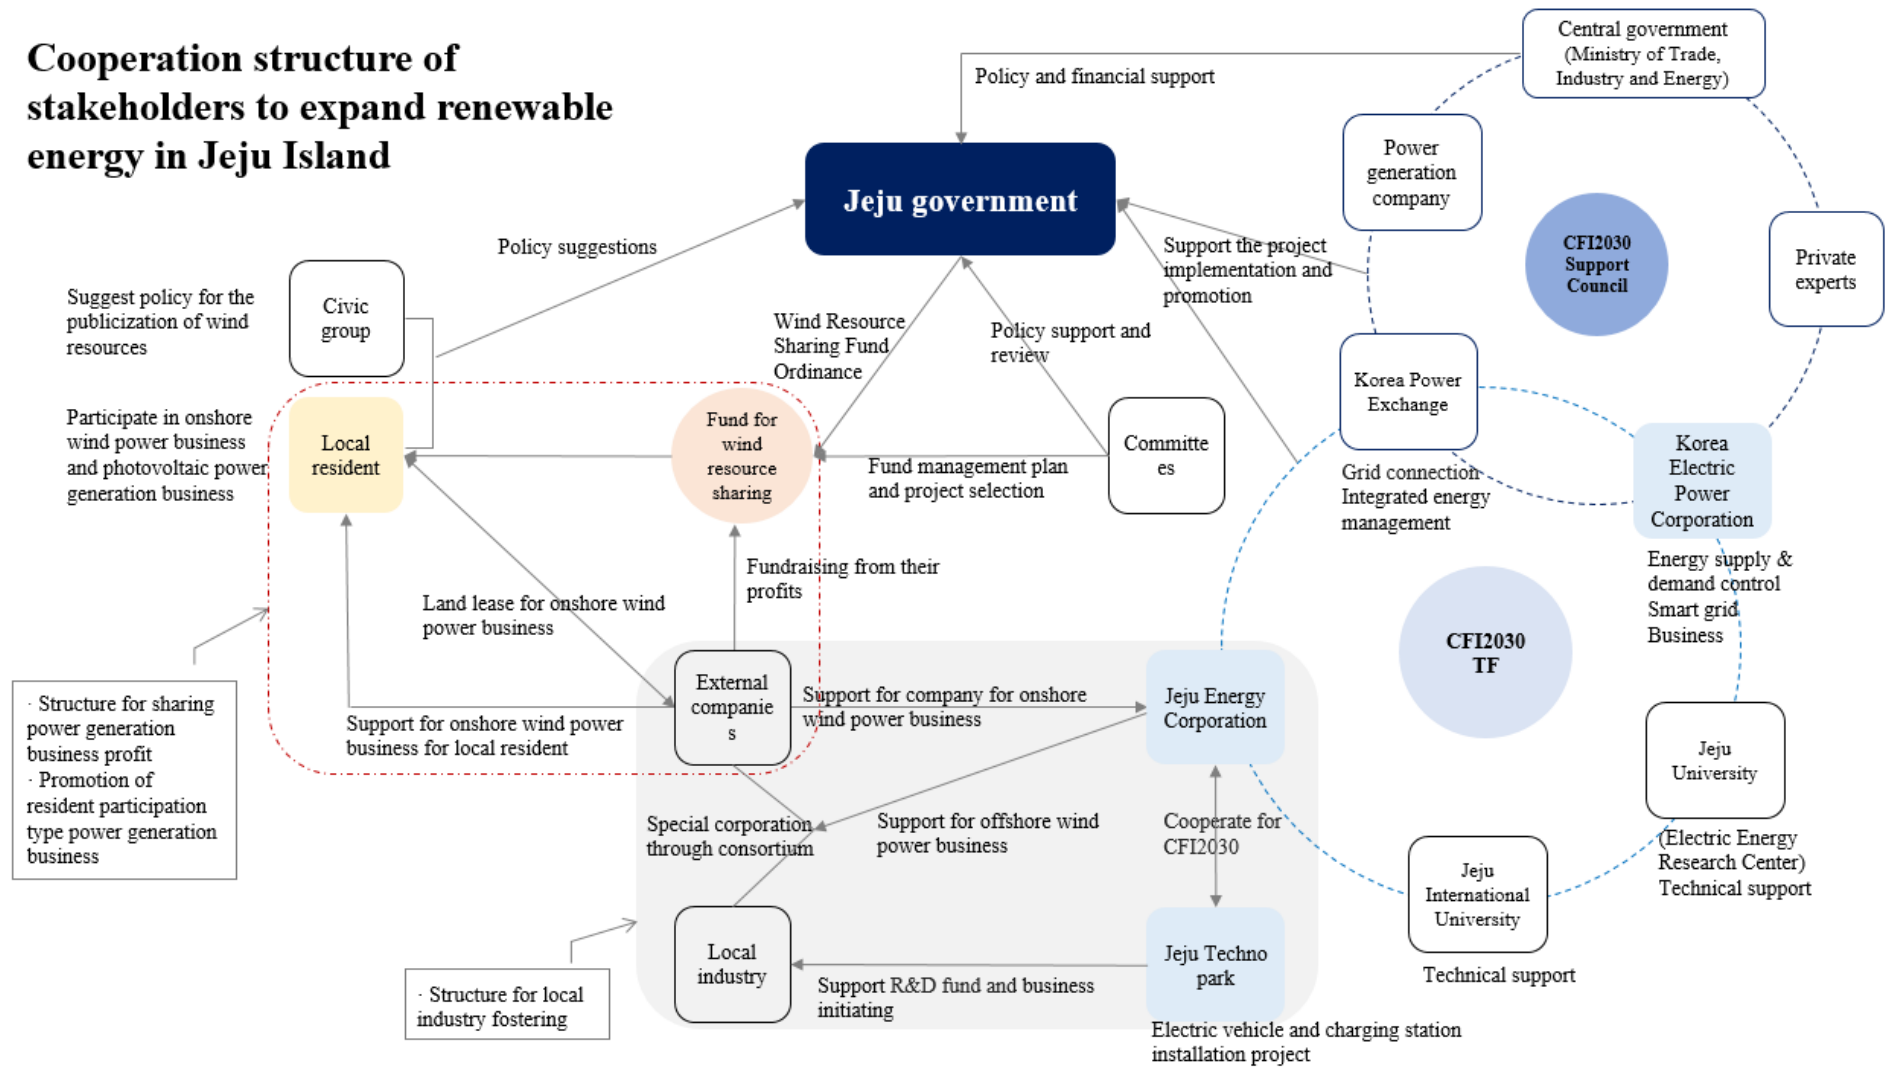 Cooperation structure of
stakeholders to expand renewable
energy in Jeju Island
Central government
(Ministry of Trade,
Industry and Energy)
Policy and financial support
Power
generation
company
Jeju government
CFI2030
Support
Council
Private
experts
Policy suggestions
Support the project
implementation and
promotion
Suggest policy for the
publicization of wind
resources
Civic
group
Wind Resource
Sharing Fund
Ordinance
Policy support and
review
Korea Power
Exchange
Participate in onshore
wind power business
and photovoltaic power
generation business
Local
resident
Fund for
wind
resource
sharing
Fund management plan
and project selection
Committe
es
Grid connection
Integrated energy
management
Korea
Electric
Power
Corporation
Energy supply &
demand control
Smart grid
Business
Fundraising from their
profits
Land lease for onshore wind
power business
CFI2030
TF
External
companie
s
Support for company for onshore
wind power business
Jeju Energy
Corporation
Support for onshore wind power
business for local resident
· Structure for sharing
power generation
business profit
· Promotion of
resident participation
type power generation
business
Jeju
University
(Electric Energy
Research Center)
Technical support
Special corporation
through consortium
Support for offshore wind
power business
Cooperate for
CFI2030
Jeju
International
University
Technical support
Local
industry
Jeju Techno
park
Support R&D fund and business
initiating
· Structure for local
industry fostering
Electric vehicle and charging station
installation project